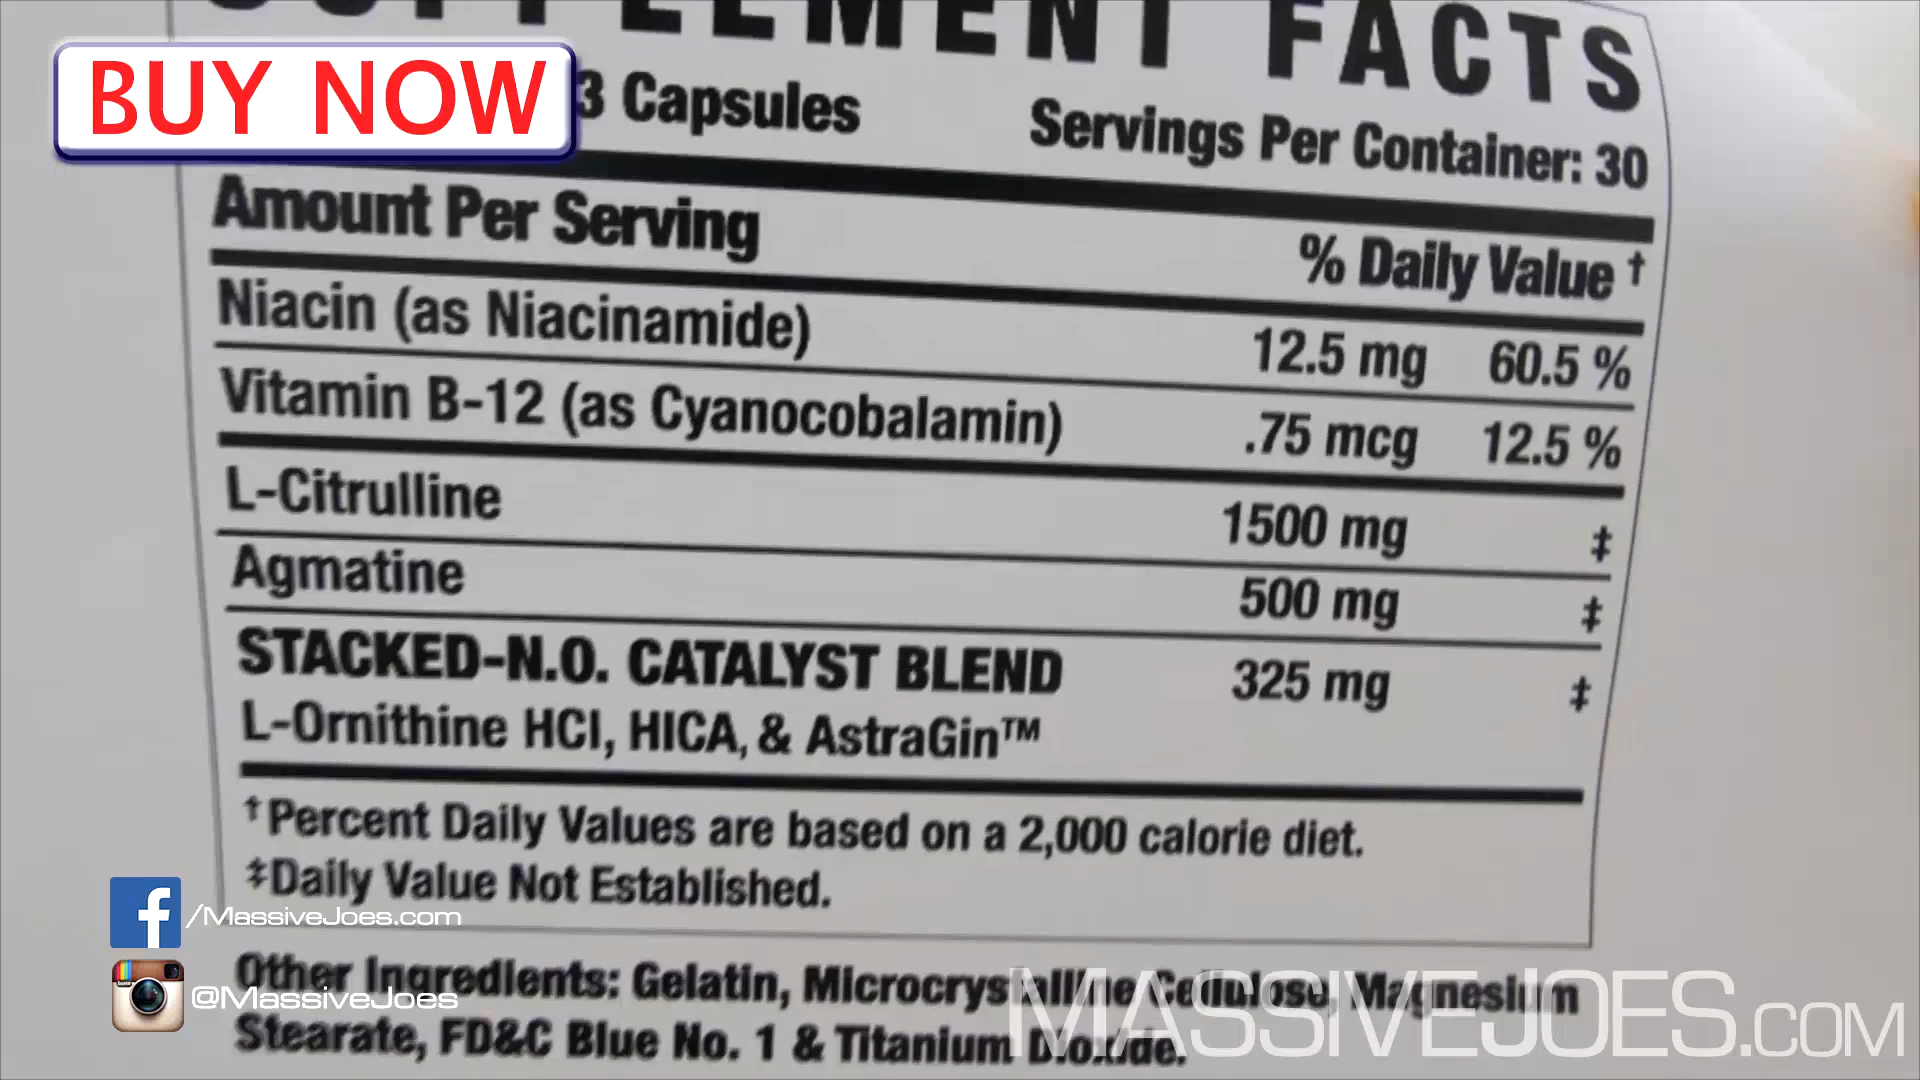 SUPPLEMENT FACTS
BUY NOW
3 Capsules Servings Per Container: 30
Amount Per Serving
% Daily Value †
Niacin (as Niacinamide) 12.5 mg 60.5 %
Vitamin B-12 (as Cyanocobalamin) .75 mcg 12.5 %
L-Citrulline 1500 mg ‡
Agmatine 500 mg ‡
STACKED-N.O. CATALYST BLEND 325 mg ‡
L-Ornithine HCl, HICA, & AstraGin™
†Percent Daily Values are based on a 2,000 calorie diet.
‡Daily Value Not Established.
/MassiveJoes.com
Other Ingredients: Gelatin, Microcrystalline Cellulose, Magnesium
@MassiveJoes
Stearate, FD&C Blue No. 1 & Titanium Dioxide.
MASSIVEJOES.COM